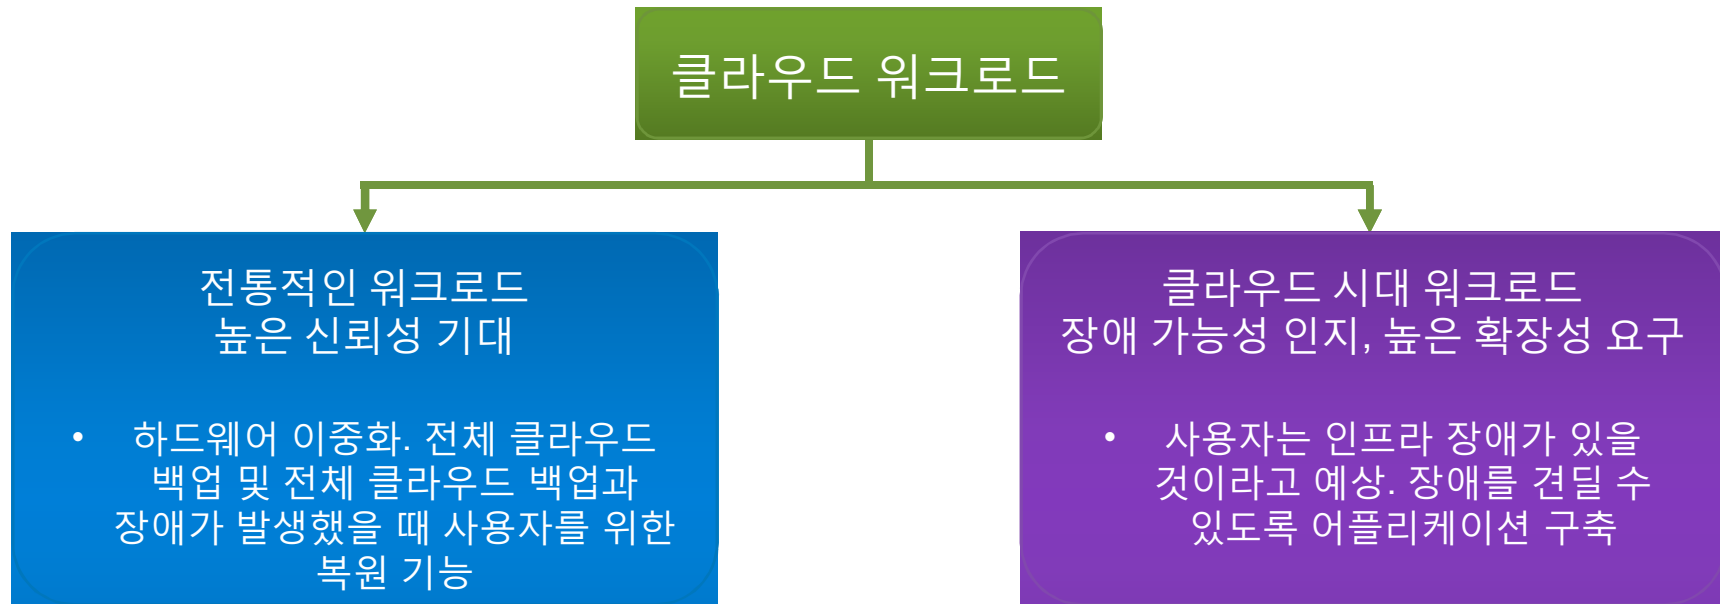 클라우드 워크로드
전통적인 워크로드
높은 신뢰성 기대
• 하드웨어 이중화. 전체 클라우드
백업 및 전체 클라우드 백업과
장애가 발생했을 때 사용자를 위한
복원 기능
클라우드 시대 워크로드
장애 가능성 인지, 높은 확장성 요구
• 사용자는 인프라 장애가 있을
것이라고 예상. 장애를 견딜 수
있도록 어플리케이션 구축